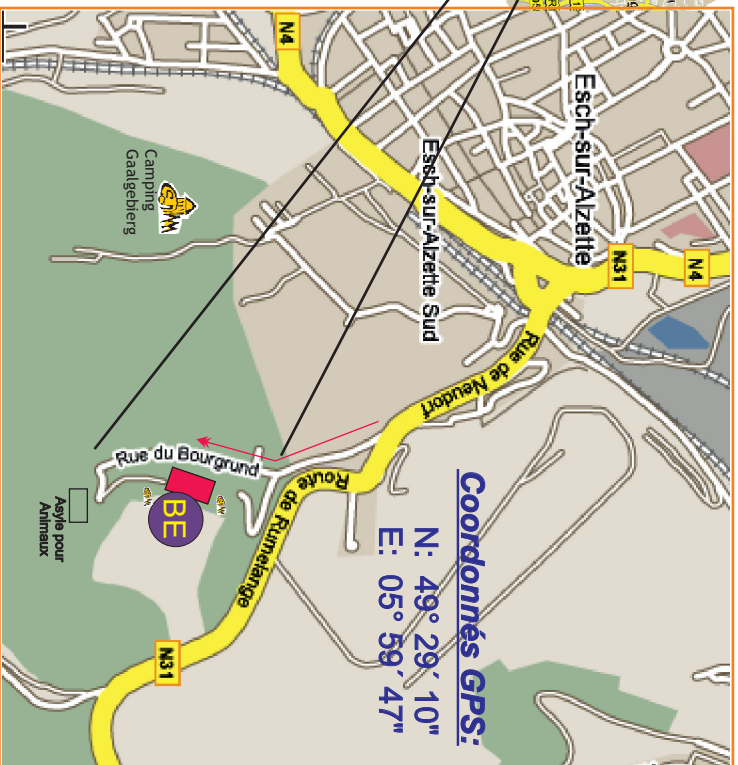 N4
N31
N4
Esch-sur-Alzette
Esch-sur-Alzette Sud
Rue de Neudorf
Route de Rumelange
Coordonnés GPS:
N: 49° 29´ 10"
E: 05° 59´ 47"
Camping
Gaalgebierg
Rue du Bourgrund
BE
Asyle pour
Animaux
N31